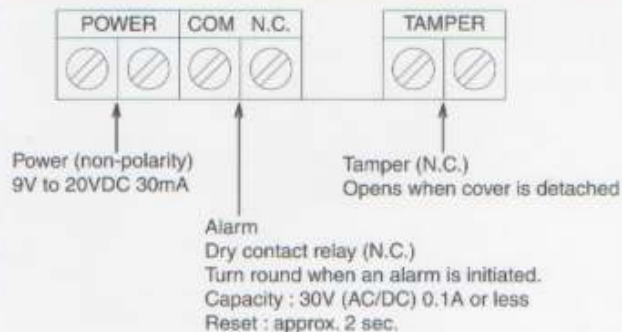 POWER COM N.C. TAMPER
Power (non-polarity)
9V to 20VDC 30mA
Tamper (N.C.)
Opens when cover is detached
Alarm
Dry contact relay (N.C.)
Turn round when an alarm is initiated.
Capacity : 30V (AC/DC) 0.1A or less
Reset : approx. 2 sec.